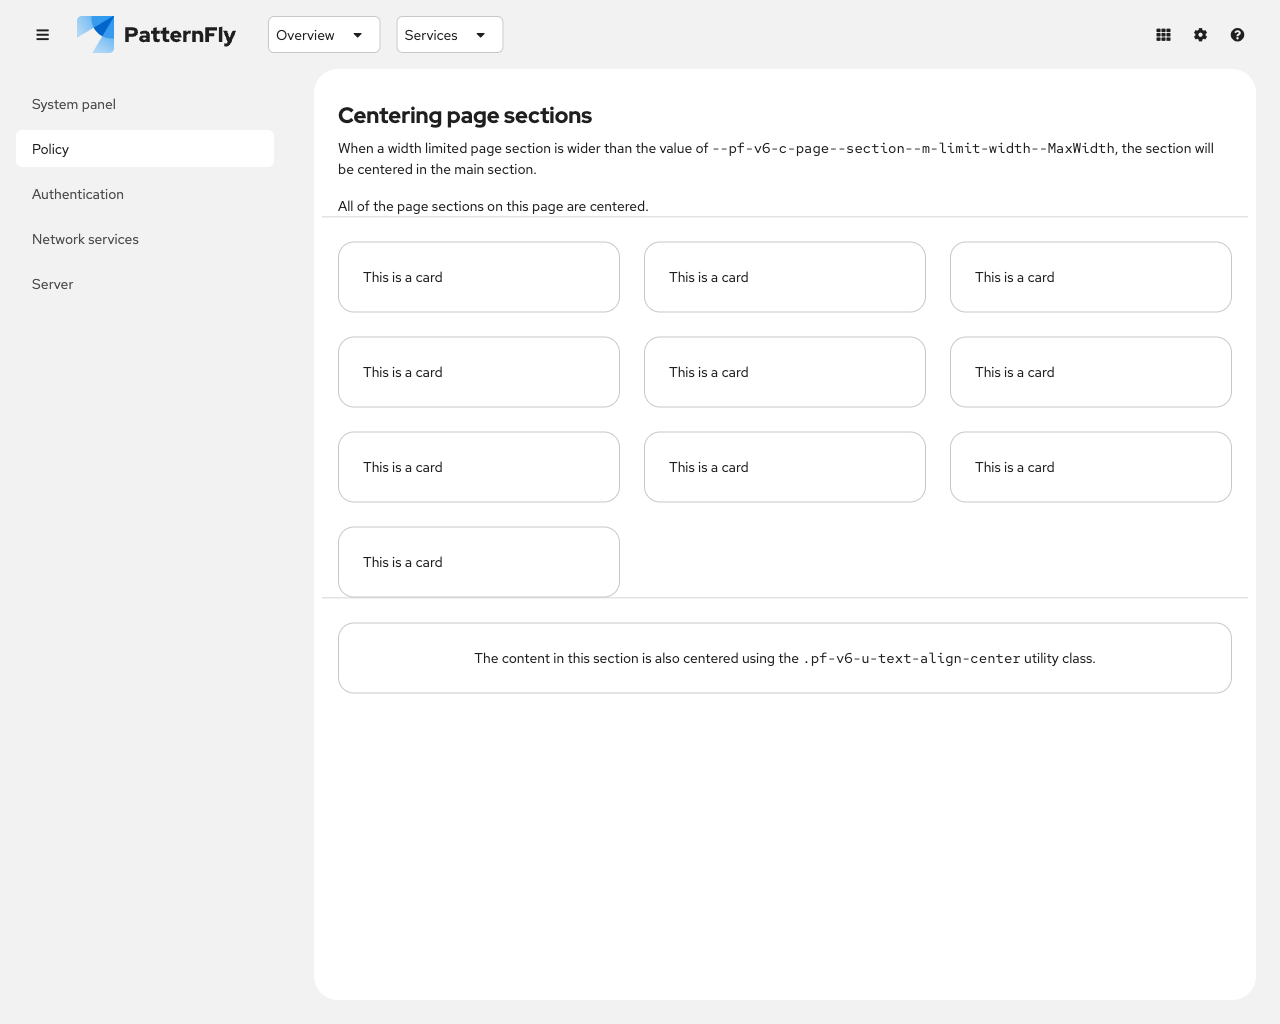 PatternFly
Overview
Services
System panel
Policy
Authentication
Network services
Server
Centering page sections
When a width limited page section is wider than the value of --pf-v6-c-page--section--m-limit-width--MaxWidth, the section will
be centered in the main section.
All of the page sections on this page are centered.
This is a card
This is a card
This is a card
This is a card
This is a card
This is a card
This is a card
This is a card
This is a card
This is a card
The content in this section is also centered using the .pf-v6-u-text-align-center utility class.